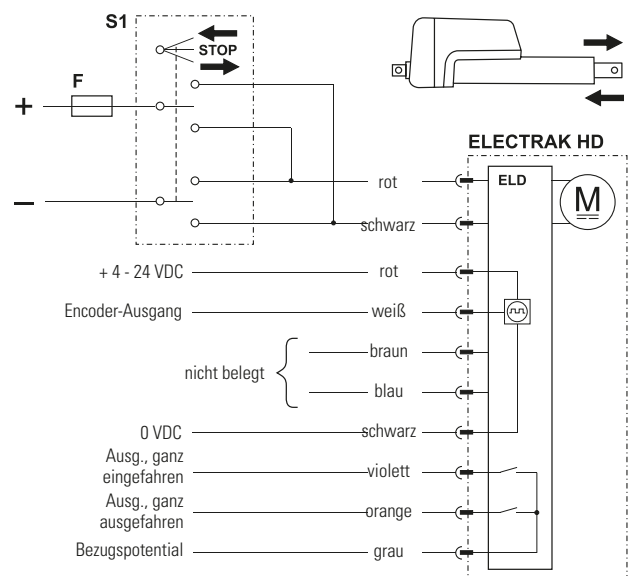 S1
STOP
F
+
–
ELECTRAK HD
ELD
M
rot
schwarz
+ 4 - 24 VDC
rot
Encoder-Ausgang
weiß
nicht belegt
braun
blau
0 VDC
schwarz
Ausg., ganz
eingefahren
violett
Ausg., ganz
ausgefahren
orange
Bezugspotential
grau